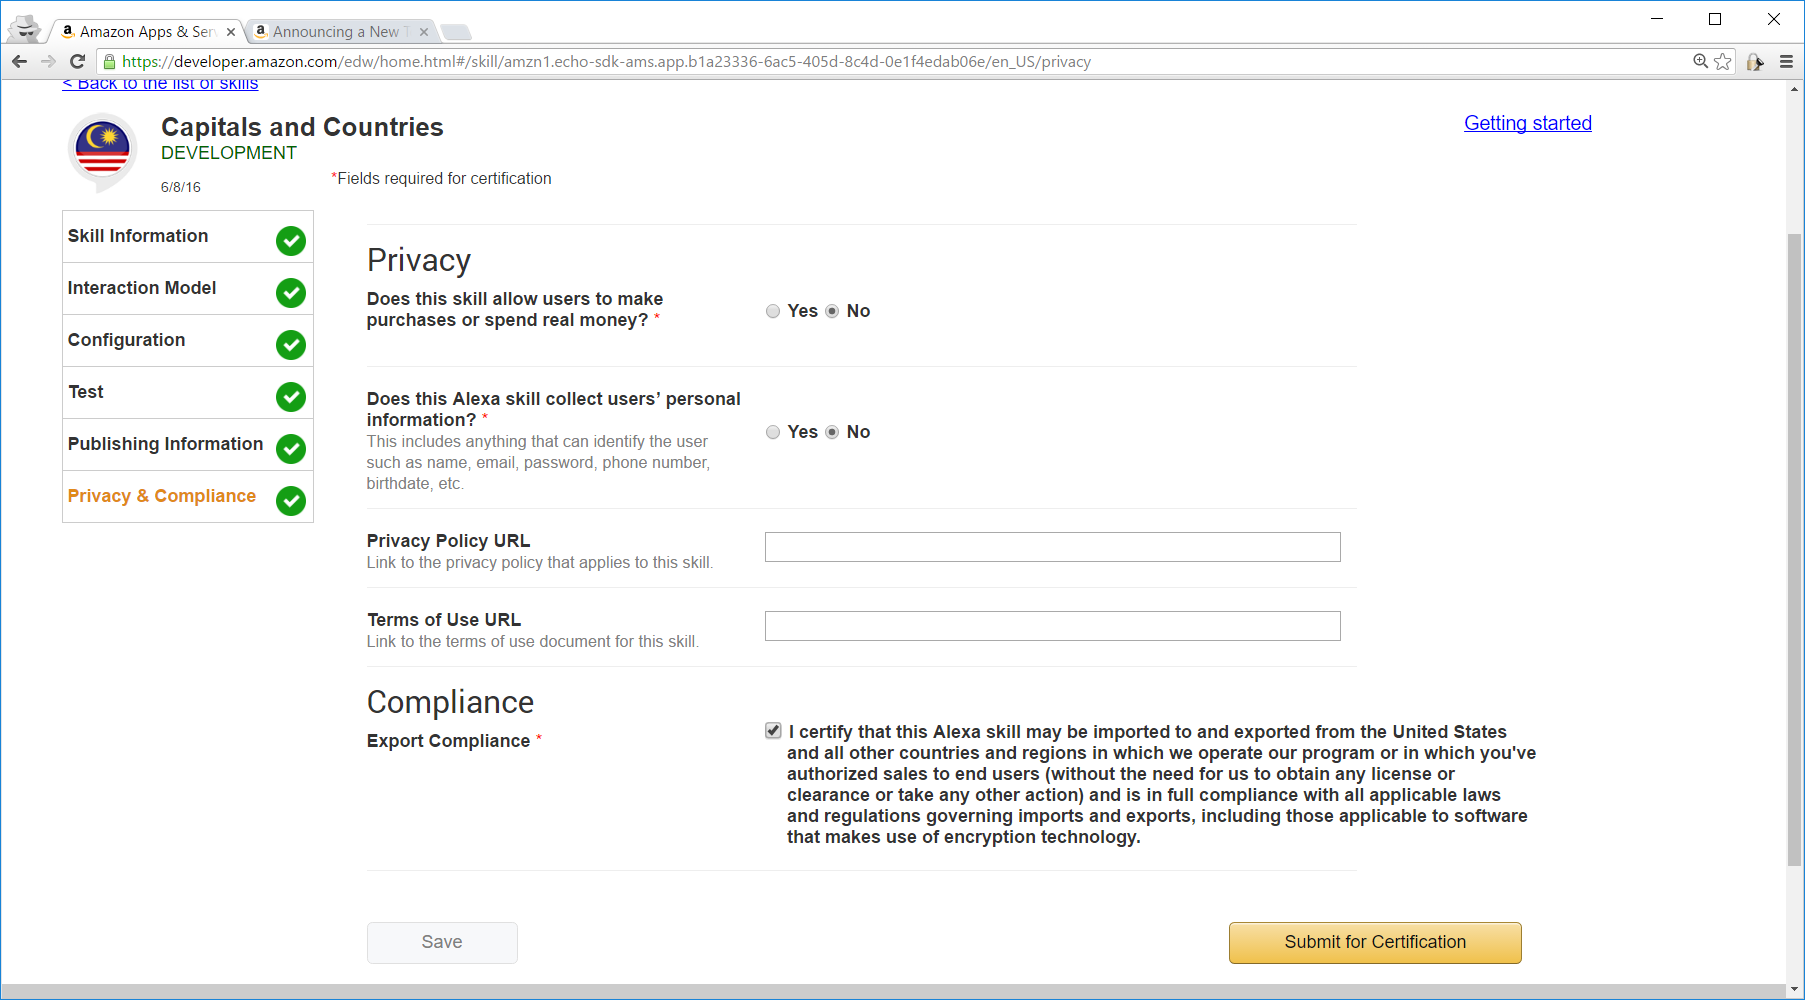 Amazon Apps & Ser
Announcing a New T
https://developer.amazon.com/edw/home.html#/skill/amzn1.echo-sdk-ams.app.b1a23336-6ac5-405d-8c4d-0e1f4edab06e/en_US/privacy
< Back to the list of skills
Capitals and Countries
Getting started
DEVELOPMENT
6/8/16
*Fields required for certification
Skill Information
Interaction Model
Configuration
Test
Publishing Information
Privacy & Compliance
Privacy
Does this skill allow users to make
purchases or spend real money? *
Yes No
Does this Alexa skill collect users’ personal
information? *
This includes anything that can identify the user
such as name, email, password, phone number,
birthdate, etc.
Yes No
Privacy Policy URL
Link to the privacy policy that applies to this skill.
Terms of Use URL
Link to the terms of use document for this skill.
Compliance
Export Compliance *
I certify that this Alexa skill may be imported to and exported from the United States
and all other countries and regions in which we operate our program or in which you've
authorized sales to end users (without the need for us to obtain any license or
clearance or take any other action) and is in full compliance with all applicable laws
and regulations governing imports and exports, including those applicable to software
that makes use of encryption technology.
Save
Submit for Certification